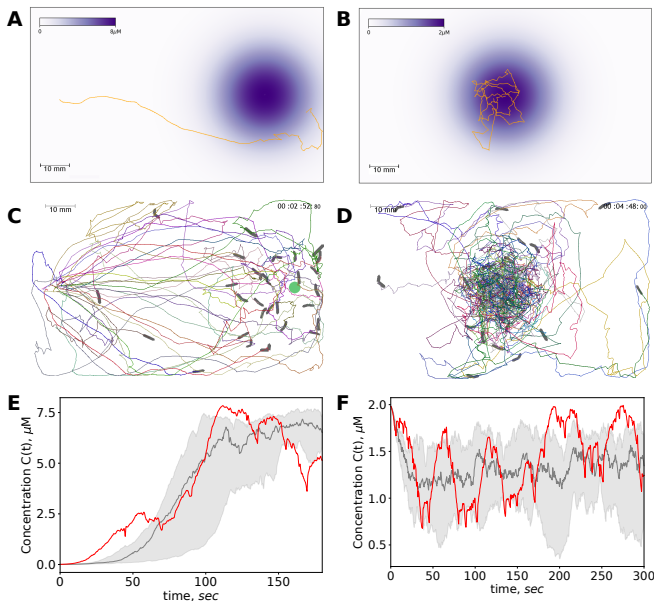 A
0
8μM
10 mm
B
0
2μM
10 mm
C
10 mm
00 :02 :52: 80
D
10 mm
00 :04 :48: 00
E
Concentration C(t), μM
7.5
5.0
2.5
0.0
0
50
100
150
time, sec
F
Concentration C(t), μM
2.0
1.5
1.0
0.5
0
50
100
150
200
250
300
time, sec